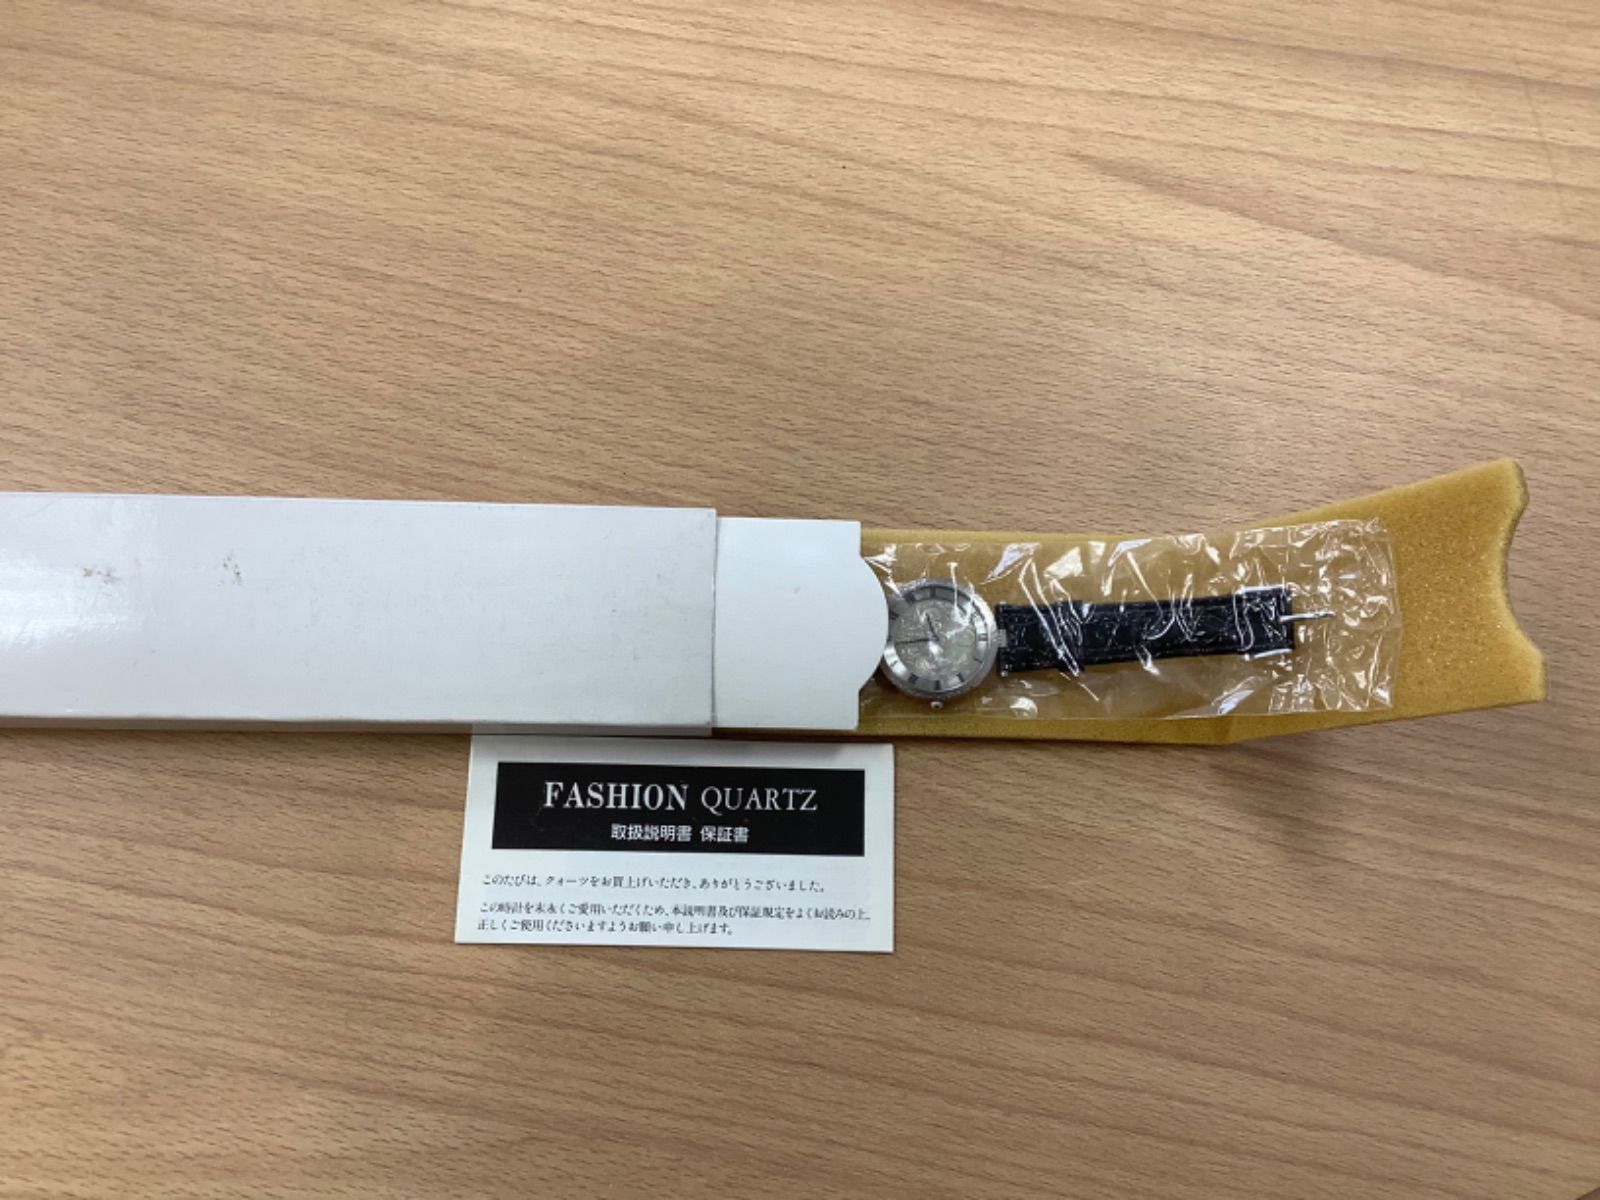 FASHION QUARTZ
取扱説明書 保証書
このたびは、クォーツをお買上げいただき、ありがとうございました。
この時計を末永くご愛用いただくため、本説明書及び保証規定をよくお読みの上、
正しくご使用くださいますようお願い申し上げます。